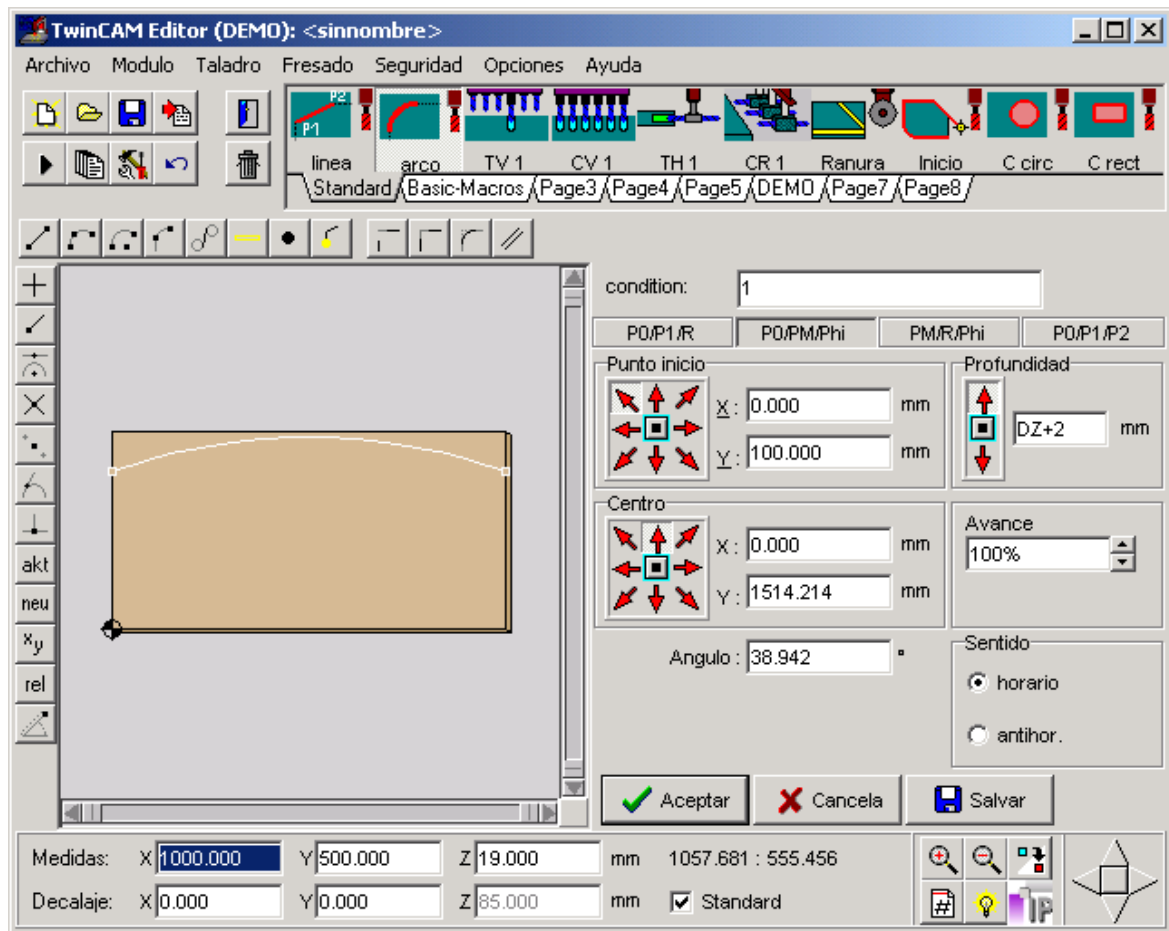 TwinCAM Editor (DEMO): <sinnombre>
Archivo Modulo Taladro Fresado Seguridad Opciones Ayuda
P2
P1
linea arco TV 1 CV 1 TH 1 CR 1 Ranura Inicio C circ C rect
Standard Basic-Macros Page3 Page4 Page5 DEMO Page7 Page8
condition: 1
P0/P1/R P0/PM/Phi PM/R/Phi P0/P1/P2
Punto inicio Profundidad
X : 0.000 mm
DZ+2 mm
Y : 100.000 mm
Centro
X : 0.000 mm
Avance
100%
Y : 1514.214 mm
akt
neu
xy
rel
Angulo : 38.942 °
Sentido
horario
antihor.
Aceptar Cancela Salvar
Medidas: X 1000.000 Y 500.000 Z 19.000 mm 1057.681 : 555.456
Decalaje: X 0.000 Y 0.000 Z 85.000 mm Standard
# IP